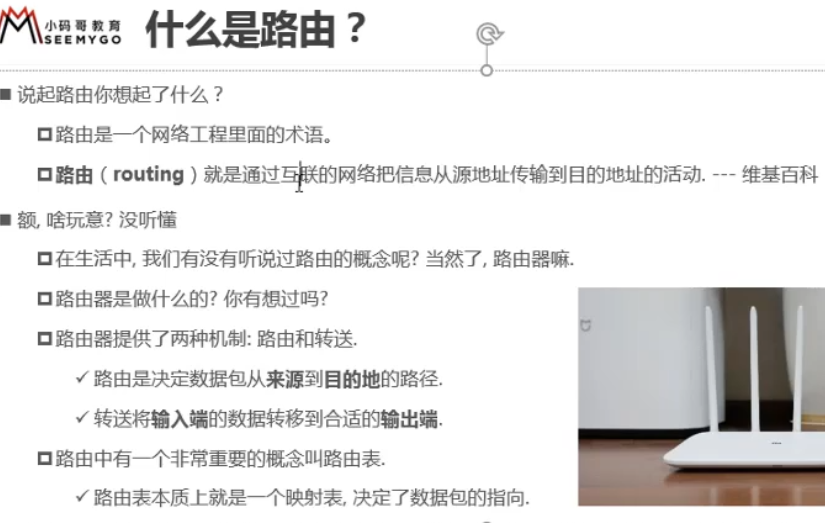 小码哥教育
SEEMYGO
什么是路由？
说起路由你想起了什么？
路由是一个网络工程里面的术语。
路由（routing）就是通过互联的网络把信息从源地址传输到目的地址的活动. --- 维基百科
额, 啥玩意? 没听懂
在生活中, 我们有没有听说过路由的概念呢? 当然了, 路由器嘛.
路由器是做什么的? 你有想过吗?
路由器提供了两种机制: 路由和转送.
路由是决定数据包从来源到目的地的路径.
转送将输入端的数据转移到合适的输出端.
路由中有一个非常重要的概念叫路由表.
路由表本质上就是一个映射表, 决定了数据包的指向.